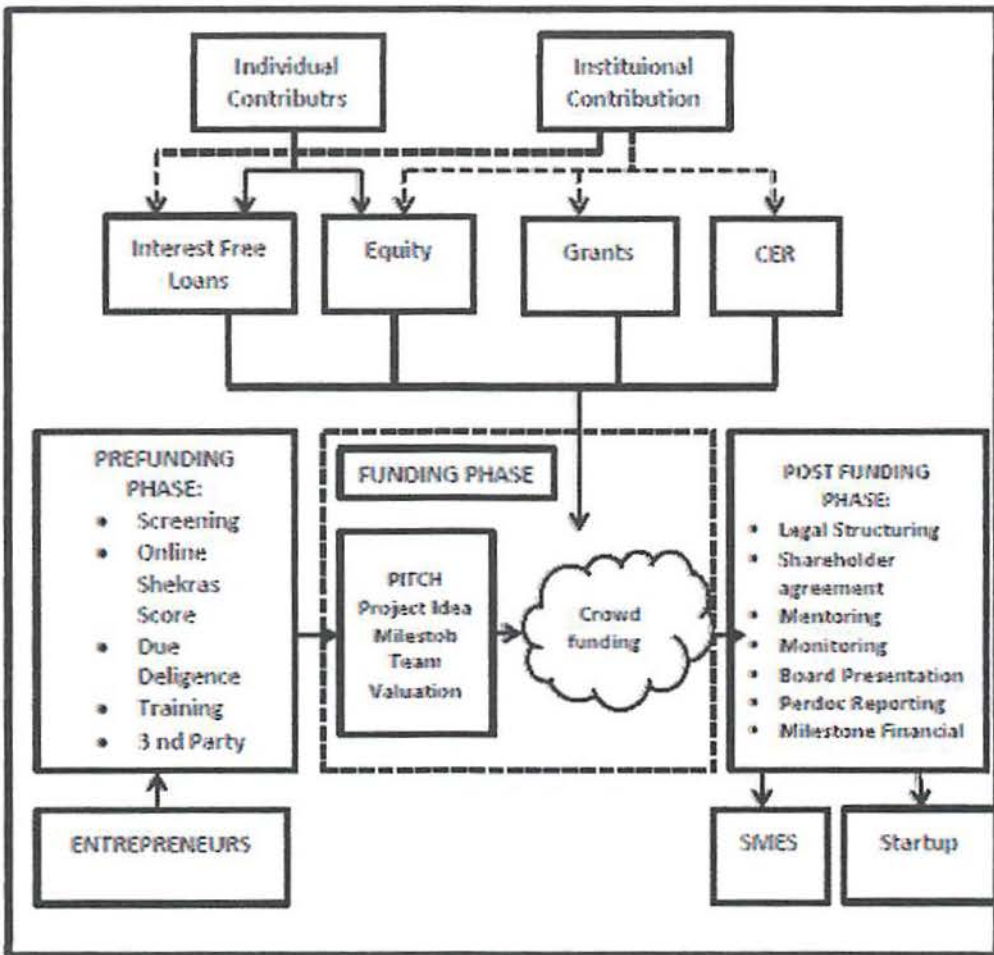 Individual
Contributrs
Instituional
Contribution
Interest Free
Loans
Equity
Grants
CER
PREFUNDING
PHASE:
• Screening
• Online
Shekras
Score
• Due
Deligence
• Training
• 3 nd Party
FUNDING PHASE
PITCH
Project Idea
Milestob
Team
Valuation
Crowd
funding
POST FUNDING
PHASE:
• Legal Structuring
• Shareholder
agreement
• Mentoring
• Monitoring
• Board Presentation
• Perdoc Reporting
• Milestone Financial
ENTREPRENEURS
SMES
Startup